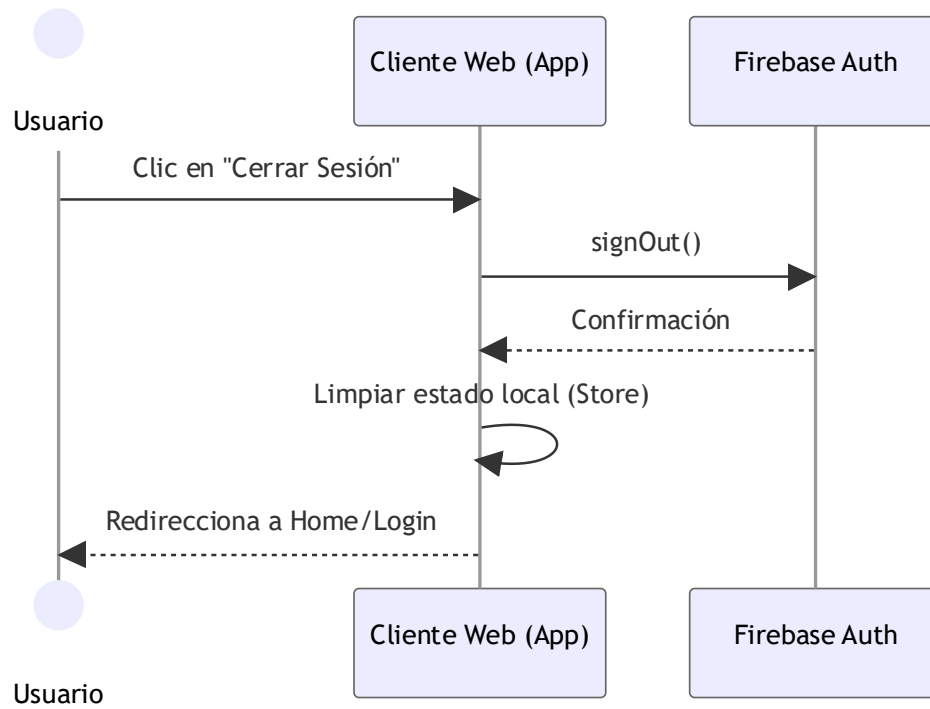 Cliente Web (App)
Firebase Auth
Usuario
Clic en "Cerrar Sesión"
signOut()
Confirmación
Limpiar estado local (Store)
Redirecciona a Home/Login
Cliente Web (App)
Firebase Auth
Usuario